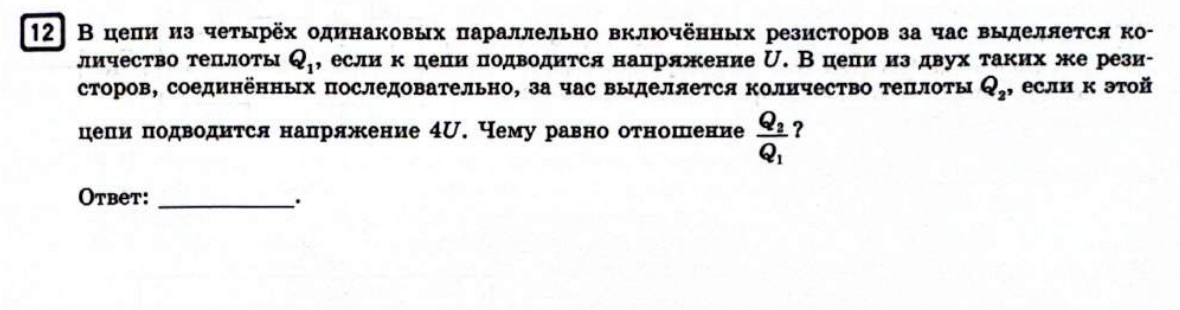 12 В цепи из четырёх одинаковых параллельно включённых резисторов за час выделяется ко-
личество теплоты Q₁, если к цепи подводится напряжение U. В цепи из двух таких же рези-
сторов, соединённых последовательно, за час выделяется количество теплоты Q₂, если к этой
цепи подводится напряжение 4U. Чему равно отношение Q₂/Q₁?
Ответ: ____________.